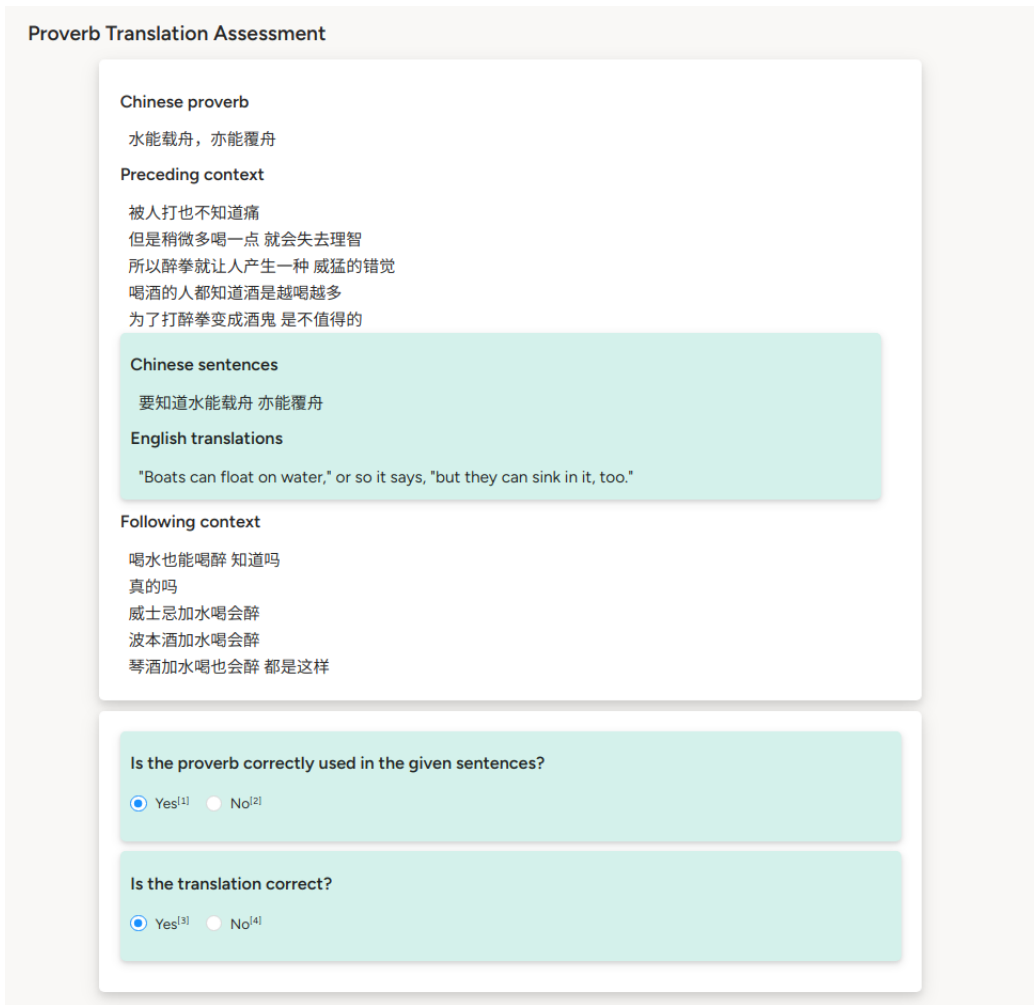 Proverb Translation Assessment
Chinese proverb
水能载舟，亦能覆舟
Preceding context
被人打也不知道痛
但是稍微多喝一点 就会失去理智
所以醉拳就让人产生一种 威猛的错觉
喝酒的人都知道酒是越喝越多
为了打醉拳变成酒鬼 是不值得的
Chinese sentences
要知道水能载舟 亦能覆舟
English translations
"Boats can float on water," or so it says, "but they can sink in it, too."
Following context
喝水也能喝醉 知道吗
真的吗
威士忌加水喝会醉
波本酒加水喝会醉
琴酒加水喝也会醉 都是这样
Is the proverb correctly used in the given sentences?
Yes[1] No[2]
Is the translation correct?
Yes[3] No[4]